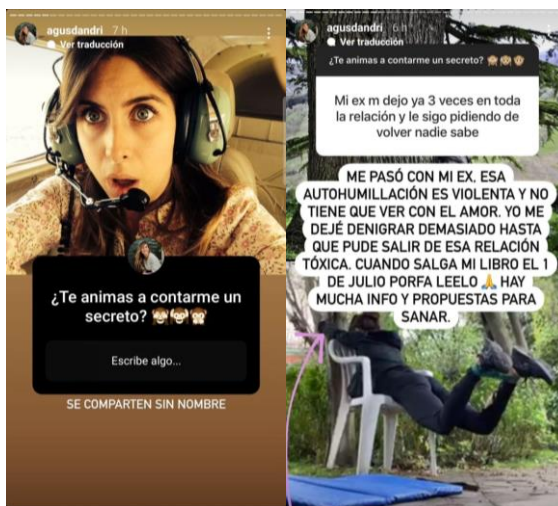 agusdandri 7 h
Ver traducción
¿Te animas a contarme un
secreto? 🙈🙊🙉
Escribe algo...
SE COMPARTEN SIN NOMBRE
agusdandri 6 h
Ver traducción
¿Te animas a contarme un secreto? 🙈🙊🙉
Mi ex m dejo ya 3 veces en toda
la relación y le sigo pidiendo de
volver nadie sabe
ME PASÓ CON MI EX. ESA
AUTOHUMILLACIÓN ES VIOLENTA Y NO
TIENE QUE VER CON EL AMOR. YO ME
DEJÉ DENIGRAR DEMASIADO HASTA
QUE PUDE SALIR DE ESA RELACIÓN
TÓXICA. CUANDO SALGA MI LIBRO EL 1
DE JULIO PORFA LEELO 🙏 HAY
MUCHA INFO Y PROPUESTAS PARA
SANAR.